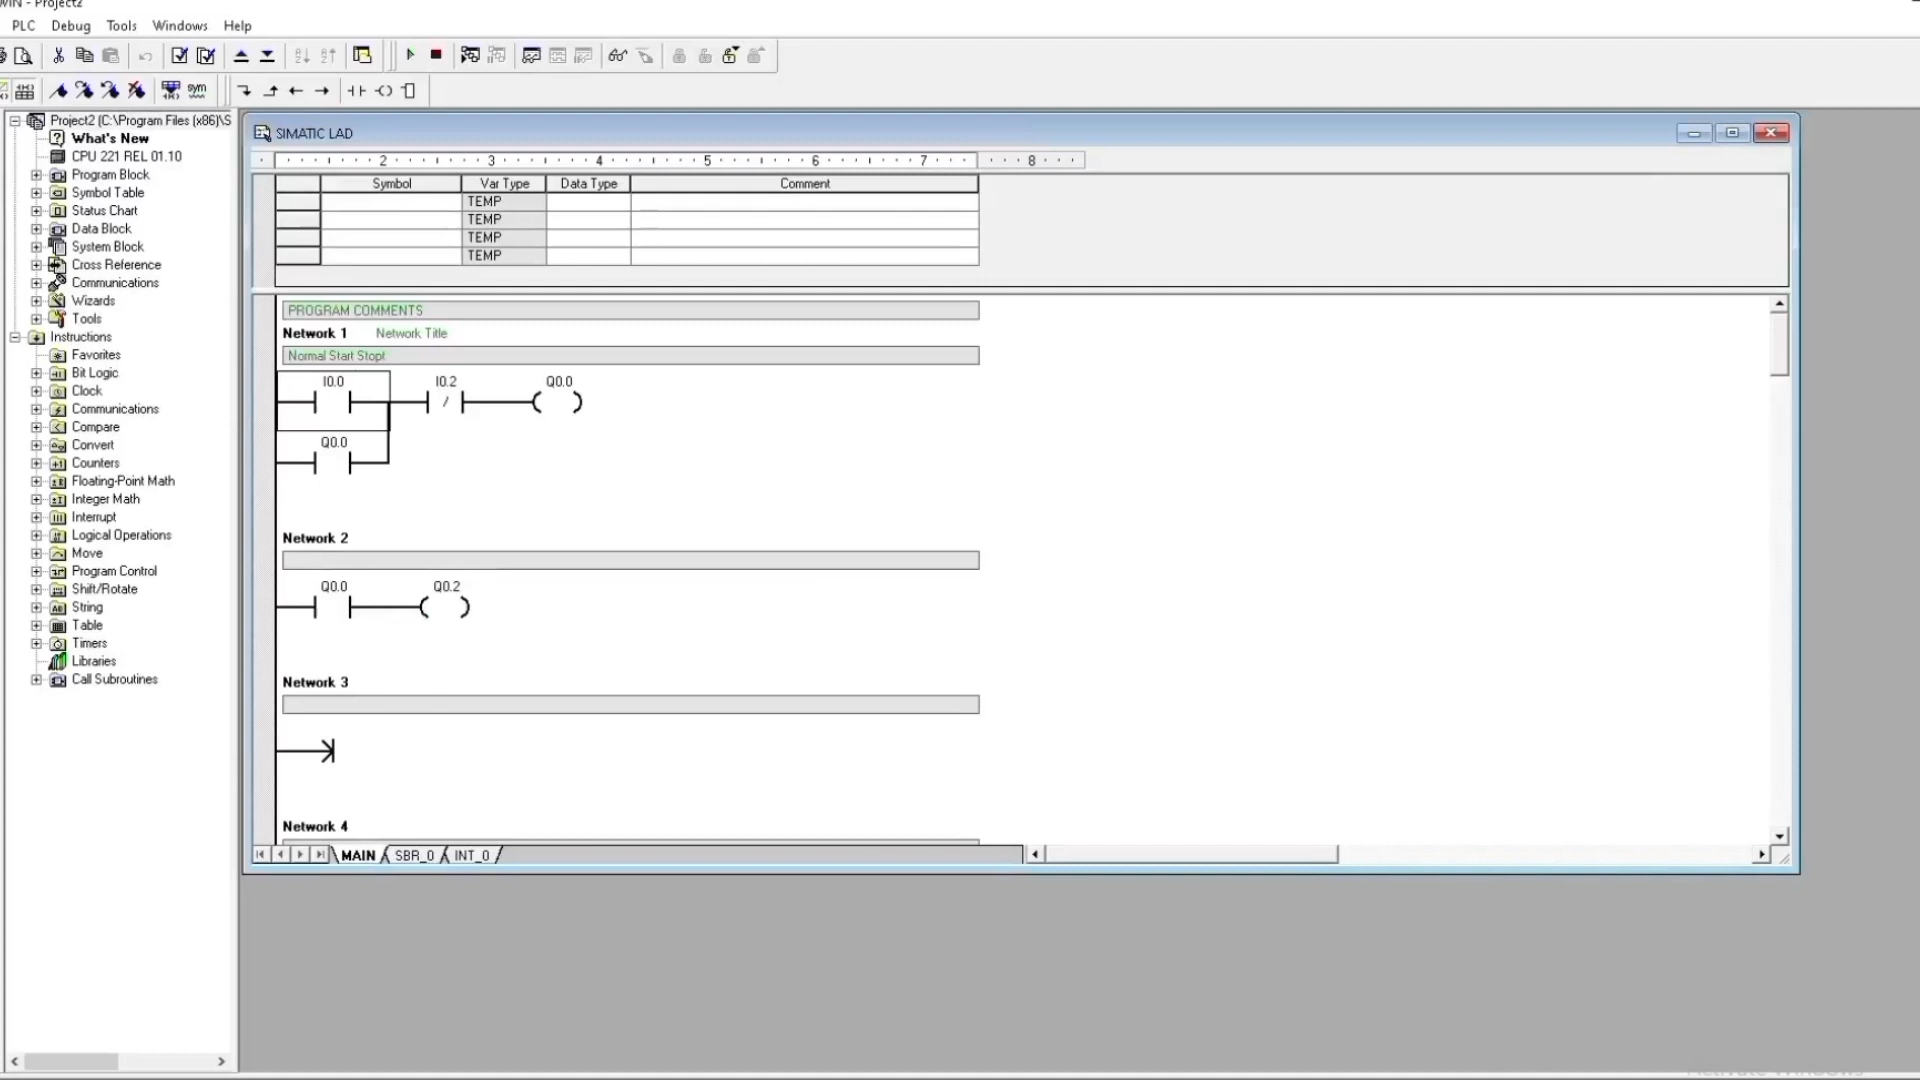 WIN - Project2
PLC Debug Tools Windows Help
sym
Project2 (C:\Program Files (x86)\S
What's New
CPU 221 REL 01.10
Program Block
Symbol Table
Status Chart
Data Block
System Block
Cross Reference
Communications
Wizards
Tools
Instructions
Favorites
Bit Logic
Clock
Communications
Compare
Convert
Counters
Floating-Point Math
Integer Math
Interrupt
Logical Operations
Move
Program Control
Shift/Rotate
String
Table
Timers
Libraries
Call Subroutines
SIMATIC LAD
2 3 4 5 6 7 8
Symbol Var Type Data Type Comment
TEMP
TEMP
TEMP
TEMP
PROGRAM COMMENTS
Network 1 Network Title
Normal Start Stopt
I0.0 I0.2 Q0.0
Q0.0
Network 2
Q0.0 Q0.2
Network 3
Network 4
MAIN SBR_0 INT_0